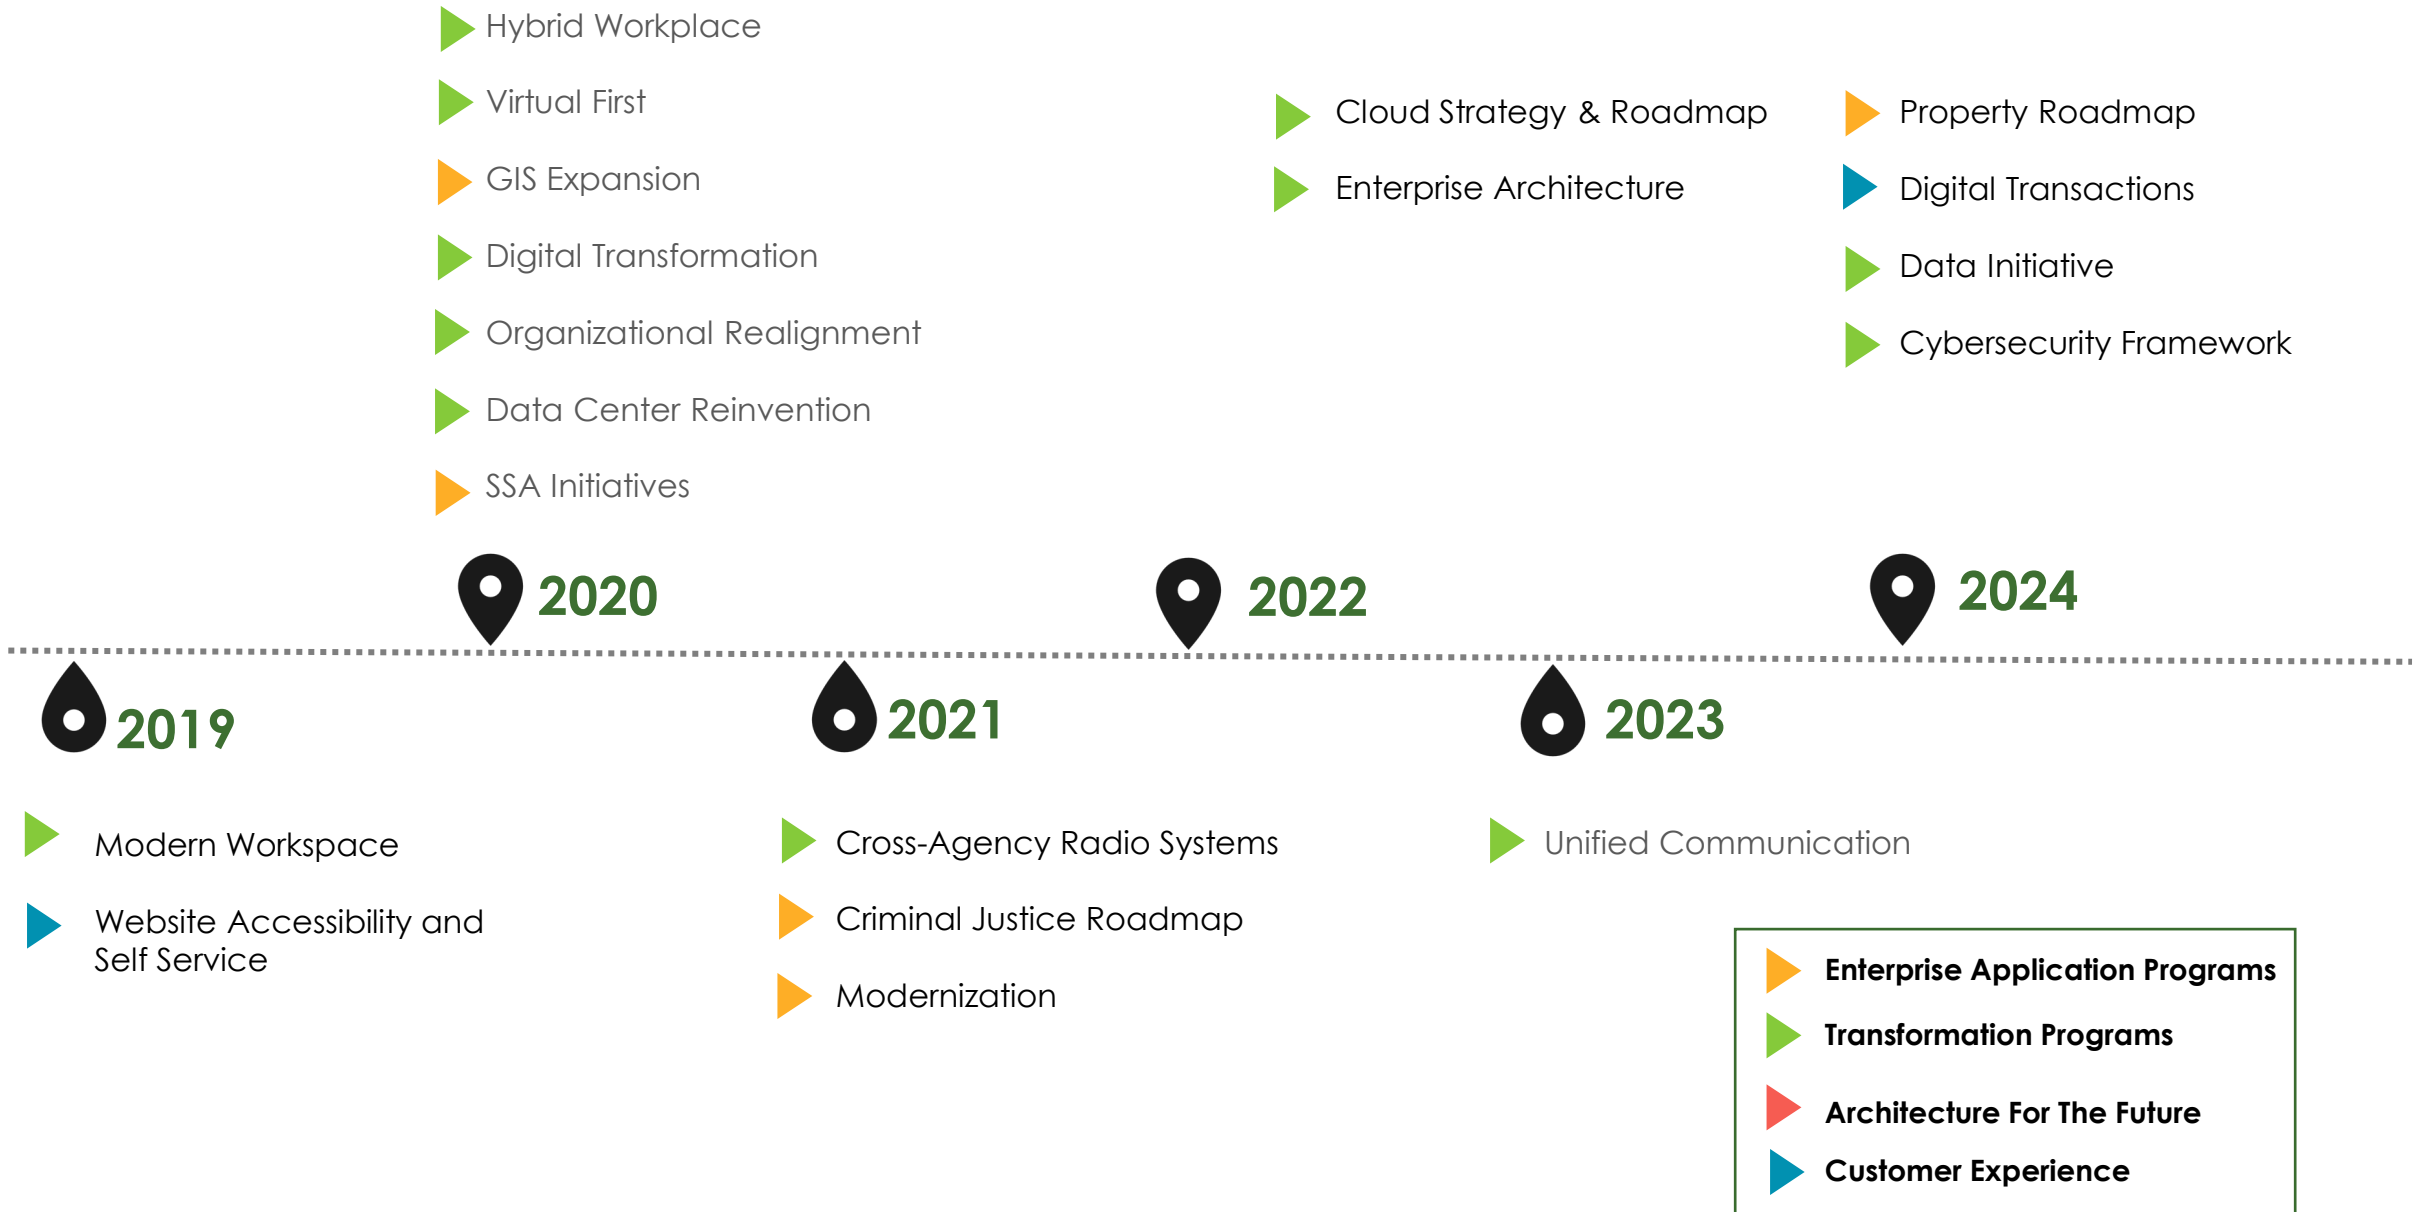 Hybrid Workplace
Virtual First
GIS Expansion
Digital Transformation
Organizational Realignment
Data Center Reinvention
SSA Initiatives
Cloud Strategy & Roadmap
Enterprise Architecture
Property Roadmap
Digital Transactions
Data Initiative
Cybersecurity Framework
2020
2022
2024
2019
2021
2023
Modern Workspace
Website Accessibility and
Self Service
Cross-Agency Radio Systems
Criminal Justice Roadmap
Modernization
Unified Communication
Enterprise Application Programs
Transformation Programs
Architecture For The Future
Customer Experience